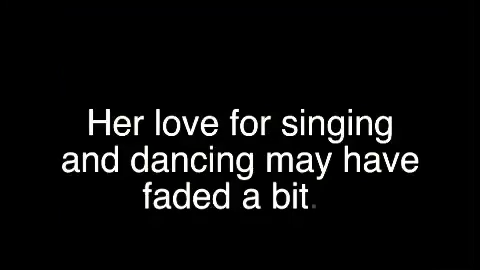 Her love for singing
and dancing may have
faded a bit.